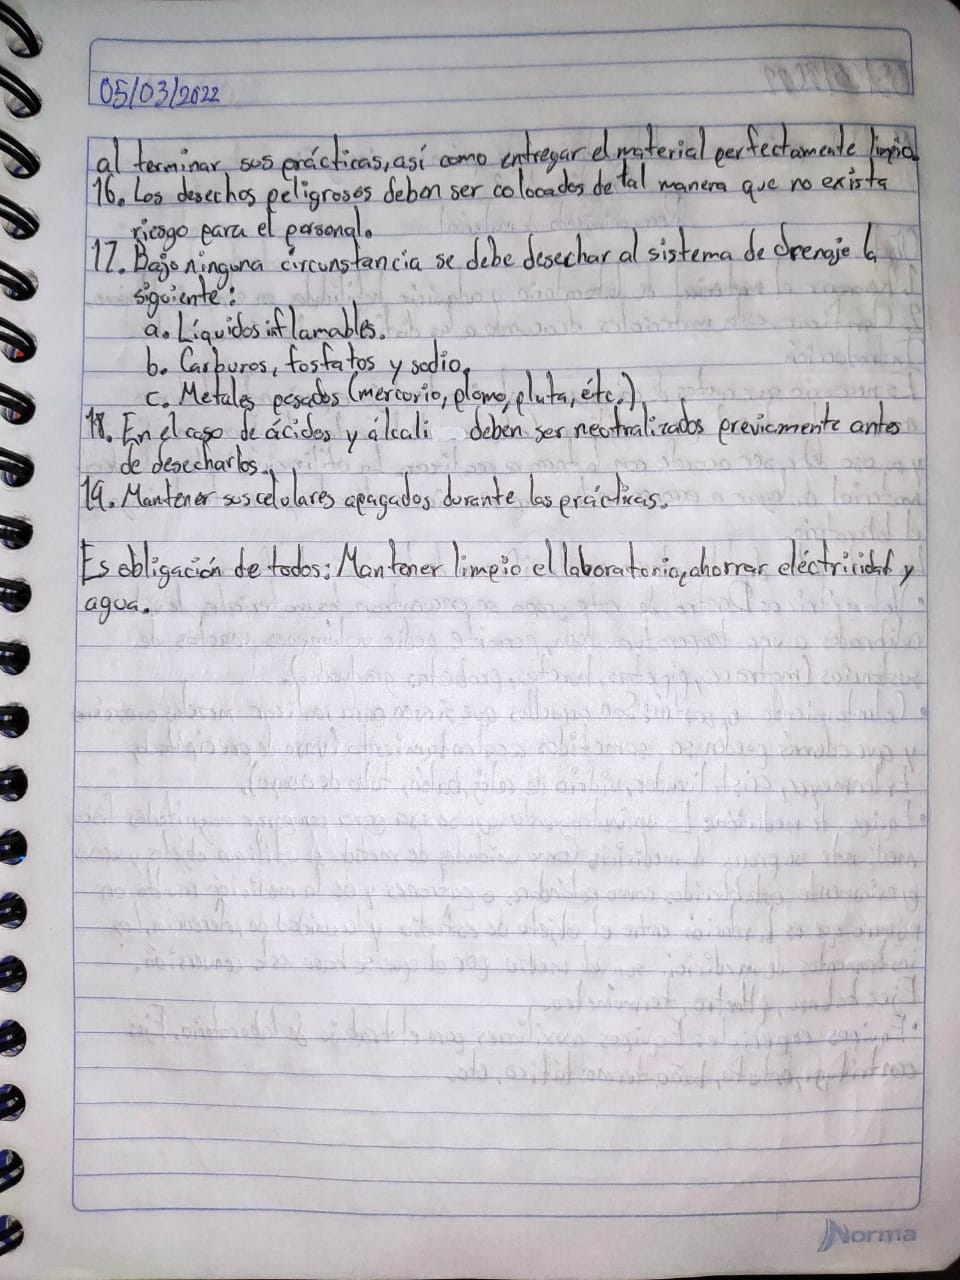 05/03/2022
al terminar sus prácticas, así como entregar el material perfectamente limpio.
16. Los desechos peligrosos deben ser colocados de tal manera que no exista
riesgo para el personal.
17. Bajo ninguna circunstancia se debe desechar al sistema de drenaje lo
siguiente:
a. Líquidos inflamables.
b. Carburos, fosfatos y sodio.
c. Metales pesados (mercurio, plomo, pluta, étc.)
18. En el caso de ácidos y álcali deben ser neutralizados previamente antes
de desecharlos.
19. Mantener sus celulares apagados durante las prácticas.
Es obligación de todos: Mantener limpio el laboratorio, ahorrar eléctricidad y
agua.
Norma